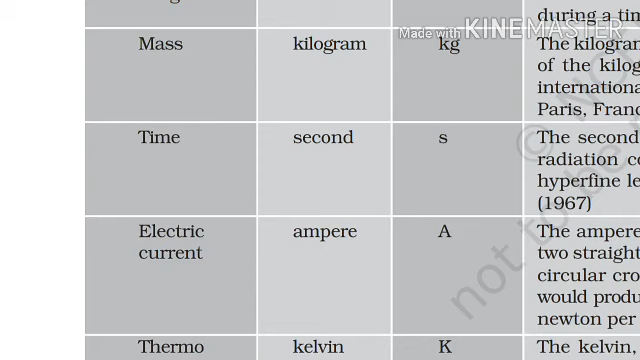 during a tim
Made with KINEMASTER
Mass kilogram kg The kilogram
of the kilog
internationa
Paris, Franc
Time second s The second
radiation co
hyperfine le
(1967)
Electric ampere A The ampere
current two straight
circular cro
would produ
newton per
Thermo kelvin K The kelvin,
not to be
© NC